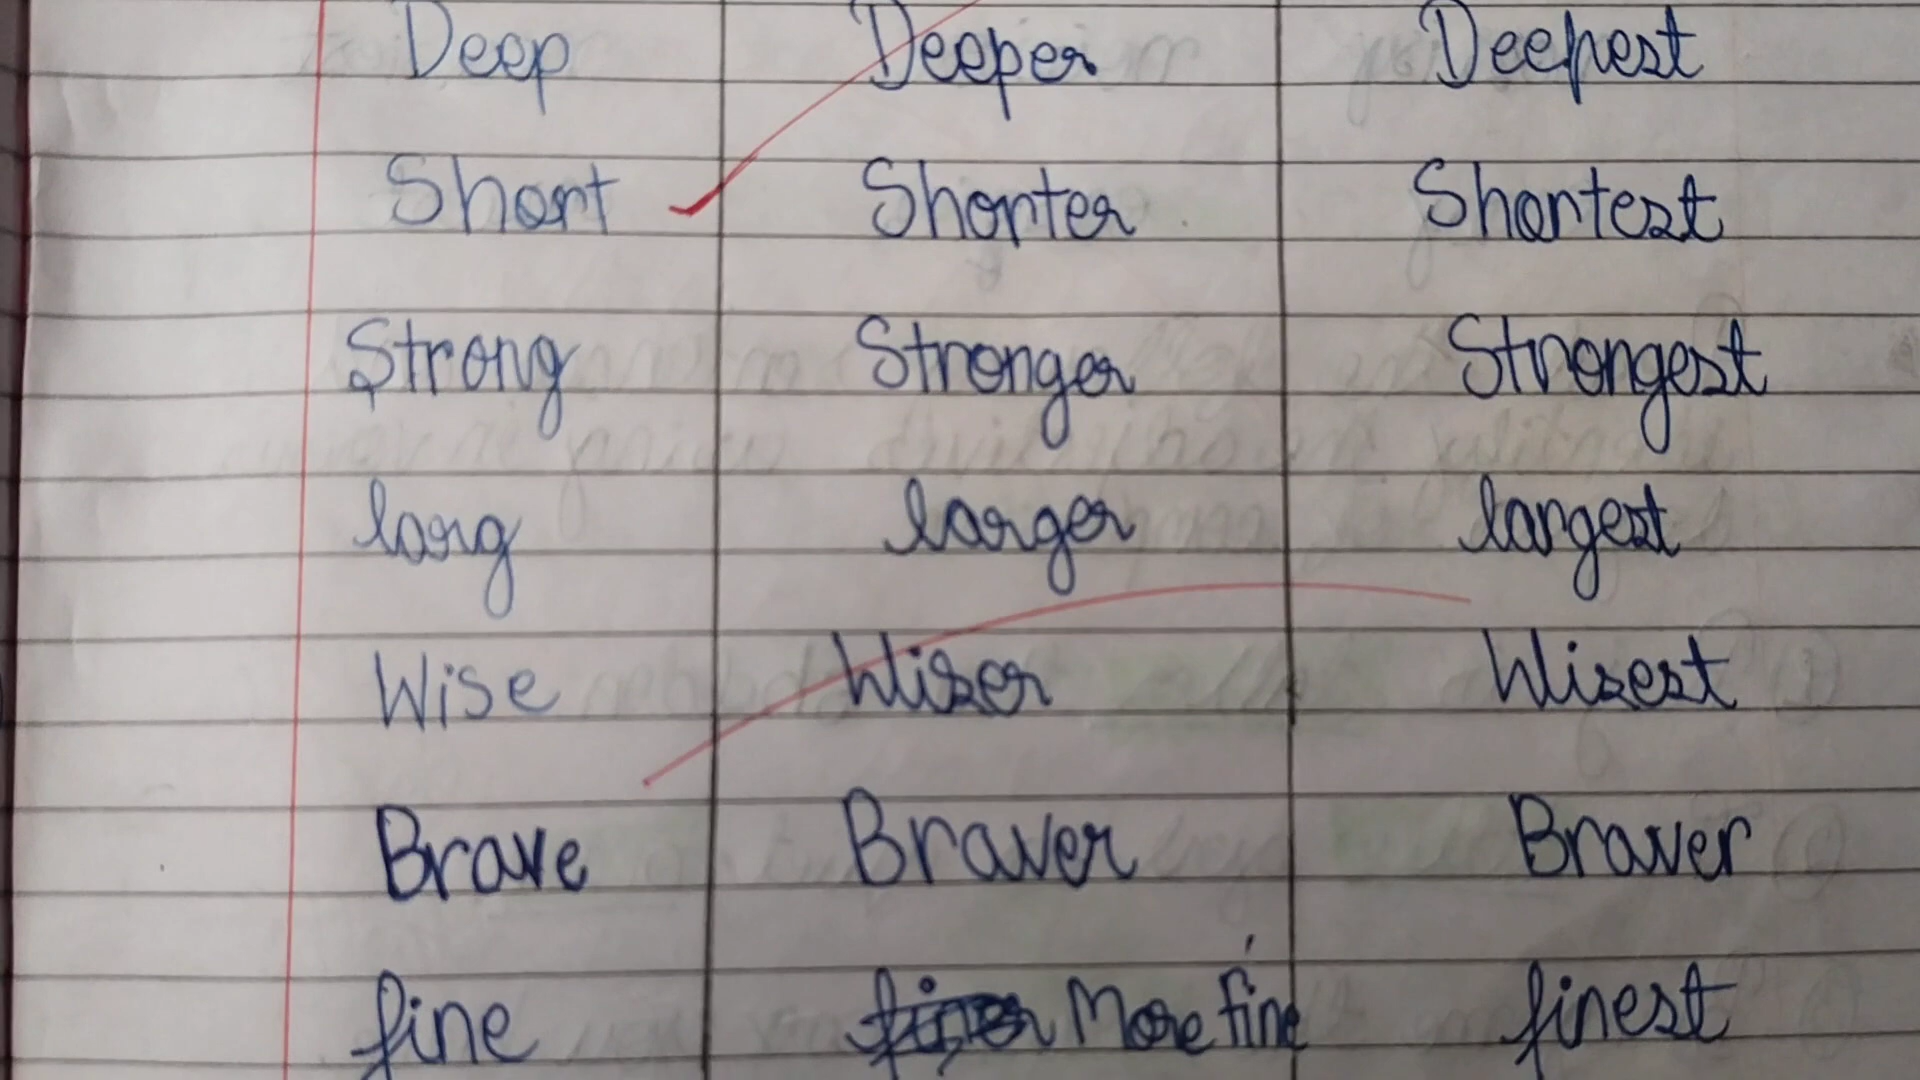 Deep Deeper Deepest
Short Shorter Shortest
Strong Stronger Strongest
long larger largest
Wise Wiser Wisest
Brave Braver Braver
fine More fine finest